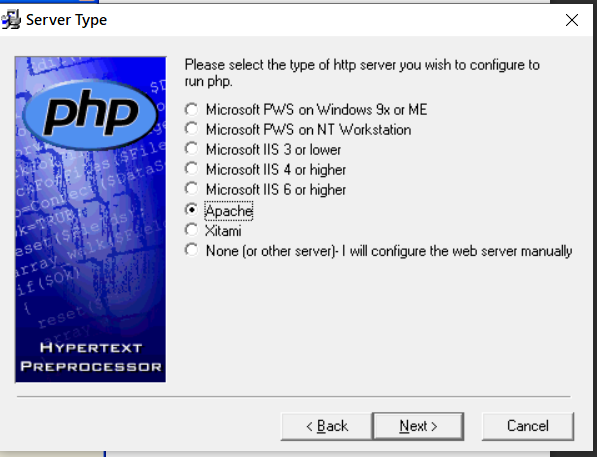 Server Type
Please select the type of http server you wish to configure to
run php.
Microsoft PWS on Windows 9x or ME
Microsoft PWS on NT Workstation
Microsoft IIS 3 or lower
Microsoft IIS 4 or higher
Microsoft IIS 6 or higher
Apache
Xitami
None (or other server)- I will configure the web server manually
php
if($Ok)
{
reset(
HYPERTEXT
PREPROCESSOR
< Back
Next >
Cancel